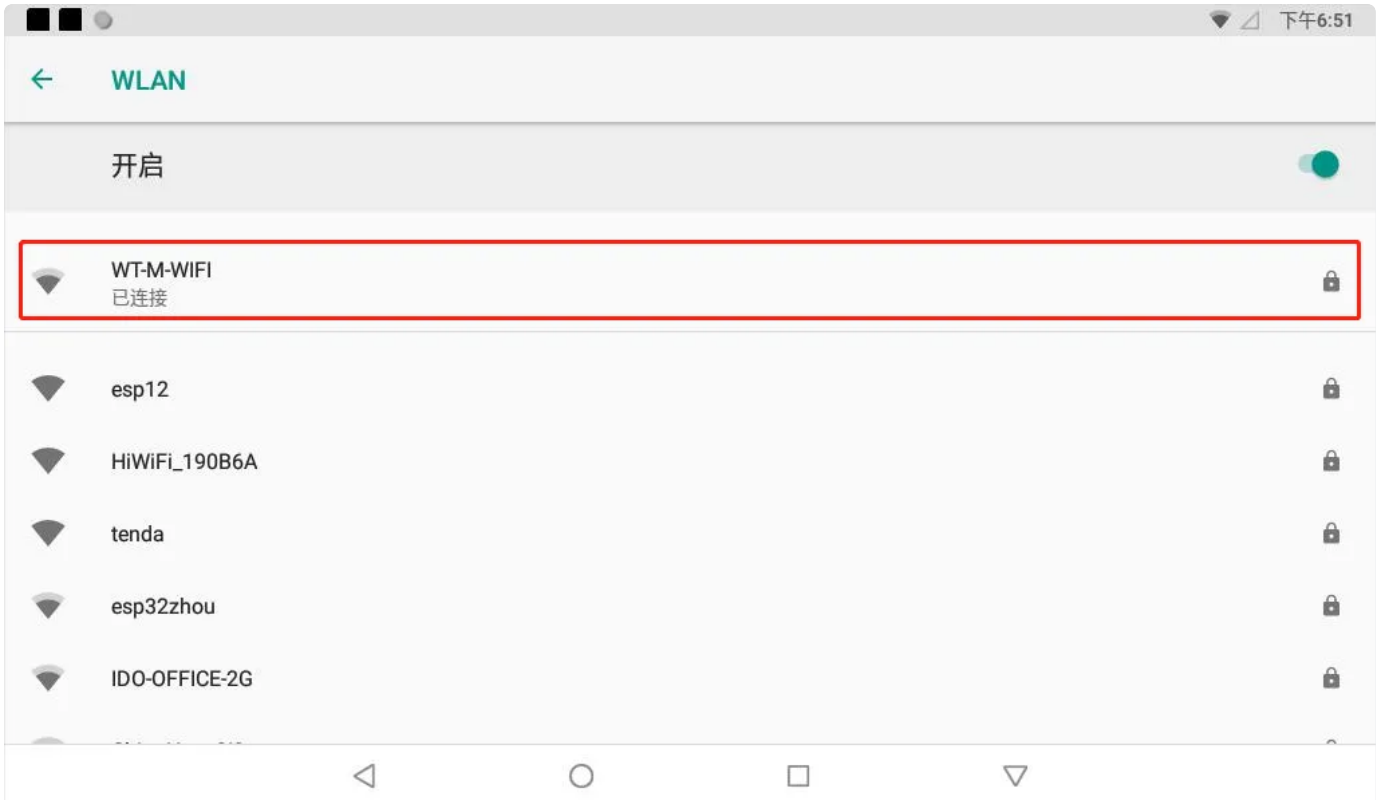 下午6:51
WLAN
开启
WT-M-WIFI
已连接
esp12
HiWiFi_190B6A
tenda
esp32zhou
IDO-OFFICE-2G